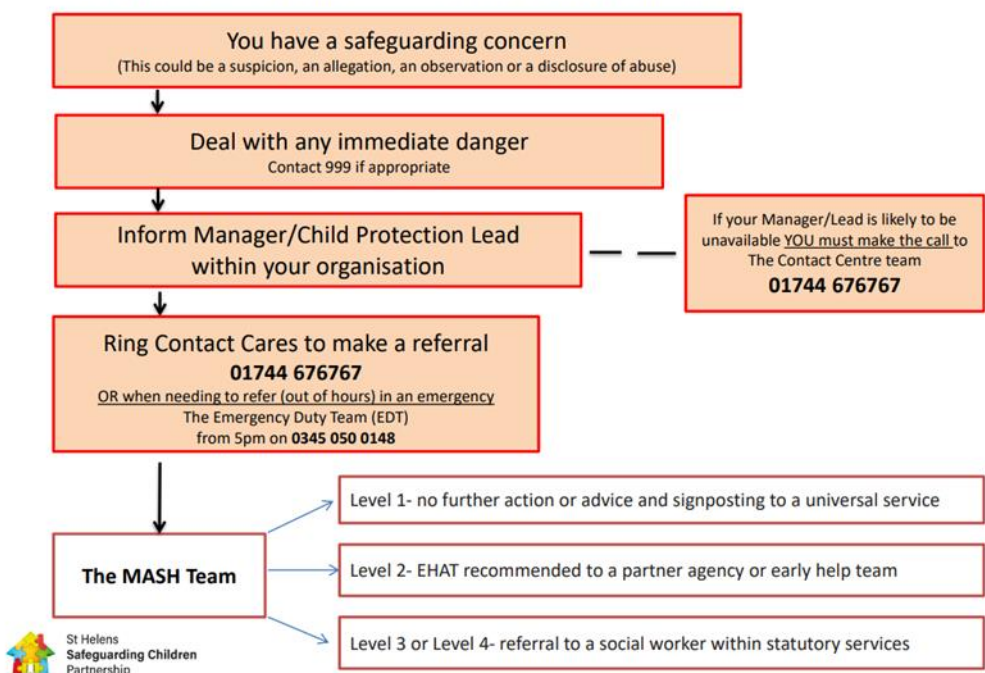 You have a safeguarding concern
(This could be a suspicion, an allegation, an observation or a disclosure of abuse)
Deal with any immediate danger
Contact 999 if appropriate
Inform Manager/Child Protection Lead
within your organisation
If your Manager/Lead is likely to be
unavailable YOU must make the call to
The Contact Centre team
01744 676767
Ring Contact Cares to make a referral
01744 676767
OR when needing to refer (out of hours) in an emergency
The Emergency Duty Team (EDT)
from 5pm on 0345 050 0148
The MASH Team
Level 1- no further action or advice and signposting to a universal service
Level 2- EHAT recommended to a partner agency or early help team
Level 3 or Level 4- referral to a social worker within statutory services
St Helens
Safeguarding Children
Partnership